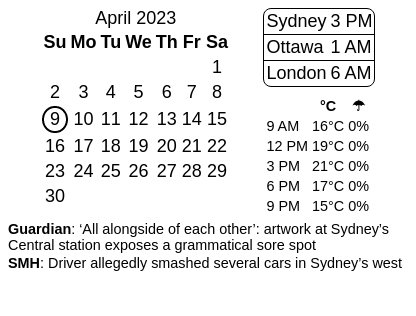 April 2023
Su Mo Tu We Th Fr Sa
1
2 3 4 5 6 7 8
9 10 11 12 13 14 15
16 17 18 19 20 21 22
23 24 25 26 27 28 29
30
Sydney 3 PM
Ottawa 1 AM
London 6 AM
°C ☂
9 AM 16°C 0%
12 PM 19°C 0%
3 PM 21°C 0%
6 PM 17°C 0%
9 PM 15°C 0%
Guardian: ‘All alongside of each other’: artwork at Sydney’s
Central station exposes a grammatical sore spot
SMH: Driver allegedly smashed several cars in Sydney’s west